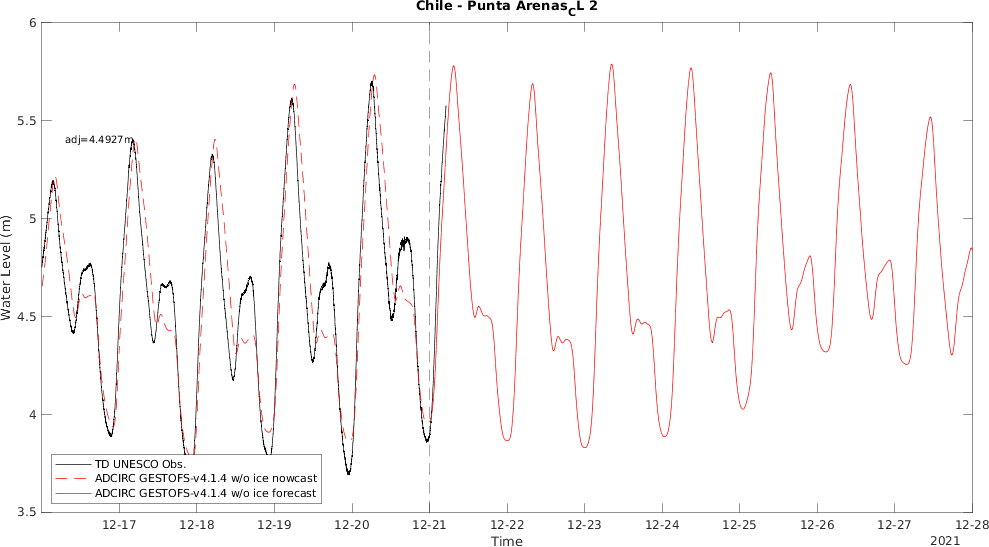 Chile - Punta Arenas_CL 2
6
5.5
adj=4.4927m
5
Water Level (m)
4.5
4
3.5
TD UNESCO Obs.
ADCIRC GESTOFS-v4.1.4 w/o ice nowcast
ADCIRC GESTOFS-v4.1.4 w/o ice forecast
12-17 12-18 12-19 12-20 12-21 12-22 12-23 12-24 12-25 12-26 12-27 12-28
Time
2021